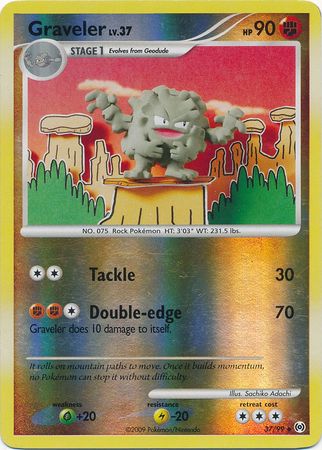 Graveler LV.37 HP 90
STAGE 1 Evolves from Geodude
NO. 075 Rock Pokémon HT: 3'03" WT: 231.5 lbs.
Tackle 30
Double-edge 70
Graveler does 10 damage to itself.
It rolls on mountain paths to move. Once it builds momentum,
no Pokémon can stop it without difficulty.
Illus. Sachiko Adachi
weakness resistance retreat cost
+20 -20
©2009 Pokémon/Nintendo 37/99